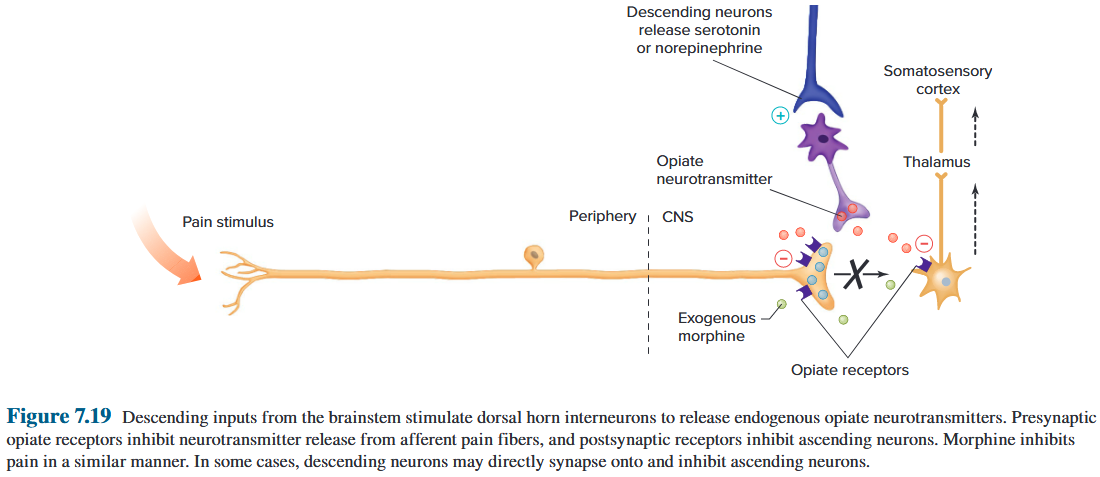 Descending neurons
release serotonin
or norepinephrine
Somatosensory
cortex
+
Opiate
neurotransmitter
Thalamus
Pain stimulus
Periphery
CNS
−
−
X
Exogenous
morphine
Opiate receptors
Figure 7.19 Descending inputs from the brainstem stimulate dorsal horn interneurons to release endogenous opiate neurotransmitters. Presynaptic
opiate receptors inhibit neurotransmitter release from afferent pain fibers, and postsynaptic receptors inhibit ascending neurons. Morphine inhibits
pain in a similar manner. In some cases, descending neurons may directly synapse onto and inhibit ascending neurons.